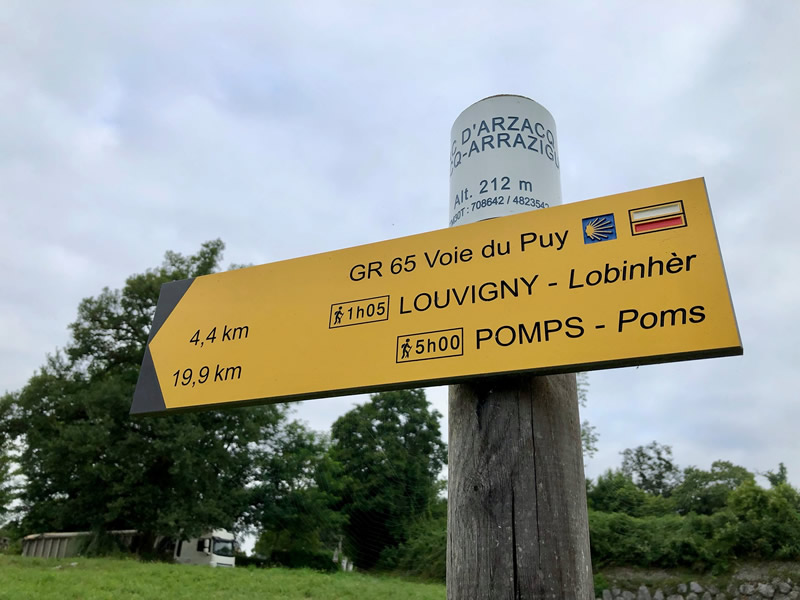 D'ARZACQ
Q-ARRAZIGU
Alt. 212 m
30T : 708642 / 4823542
GR 65 Voie du Puy
4,4 km 1h05 LOUVIGNY - Lobinhèr
19,9 km 5h00 POMPS - Poms